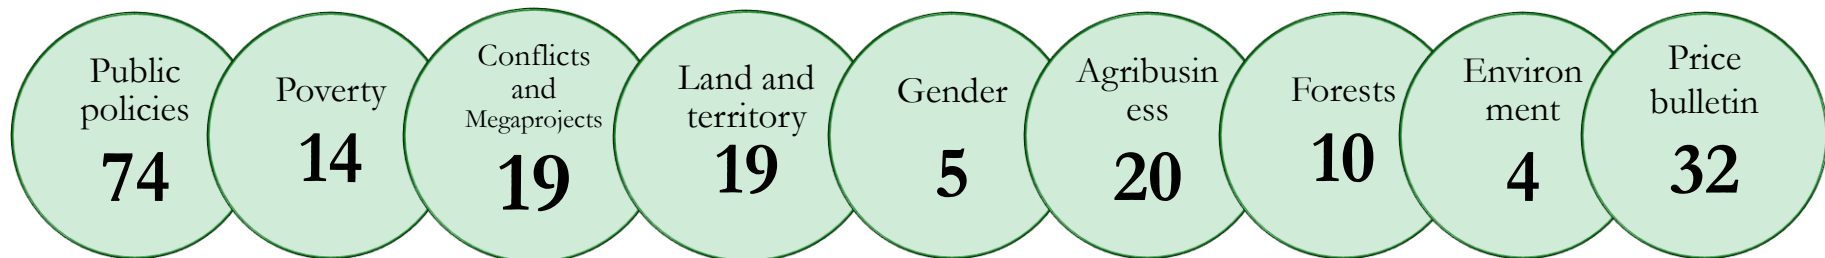 Public
policies
74
Poverty
14
Conflicts
and
Megaprojects
19
Land and
territory
19
Gender
5
Agribusin
ess
20
Forests
10
Environ
ment
4
Price
bulletin
32